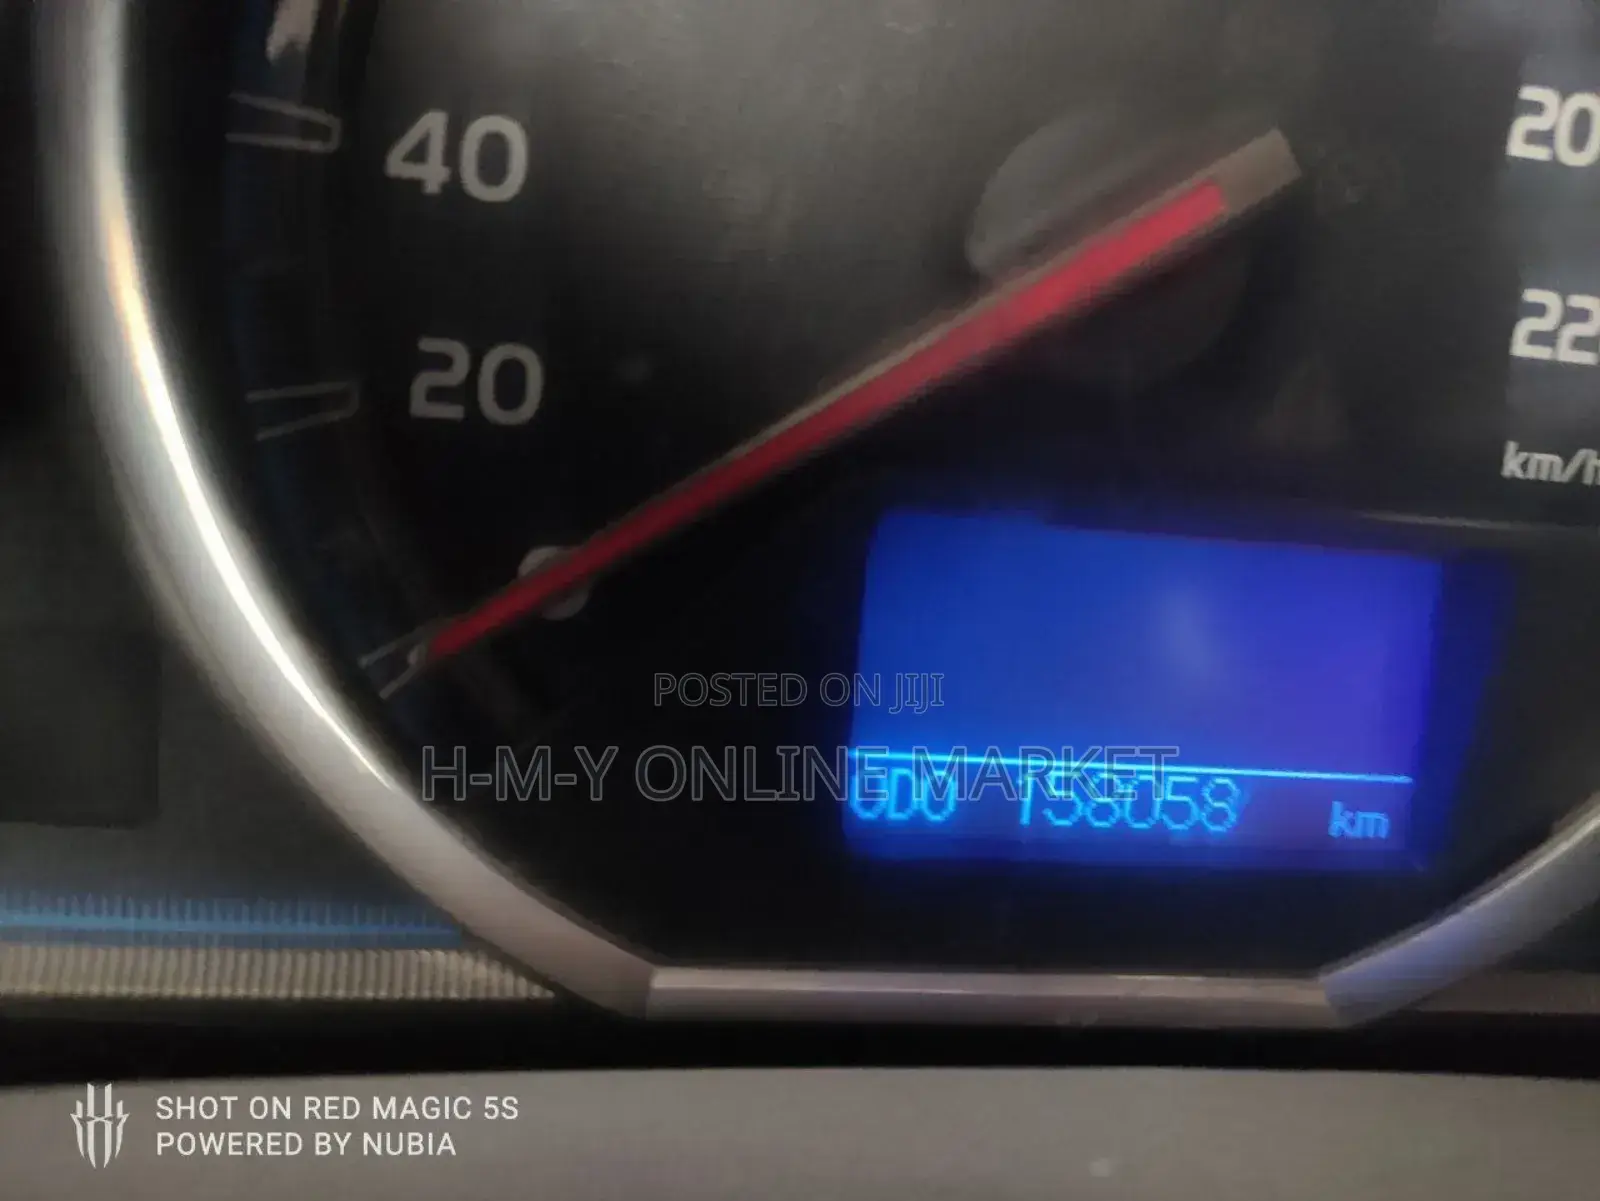 40
20
20
22
km/h
POSTED ON JIJI
H-M-Y ONLINE MARKET
ODO 158058 km
SHOT ON RED MAGIC 5S
POWERED BY NUBIA